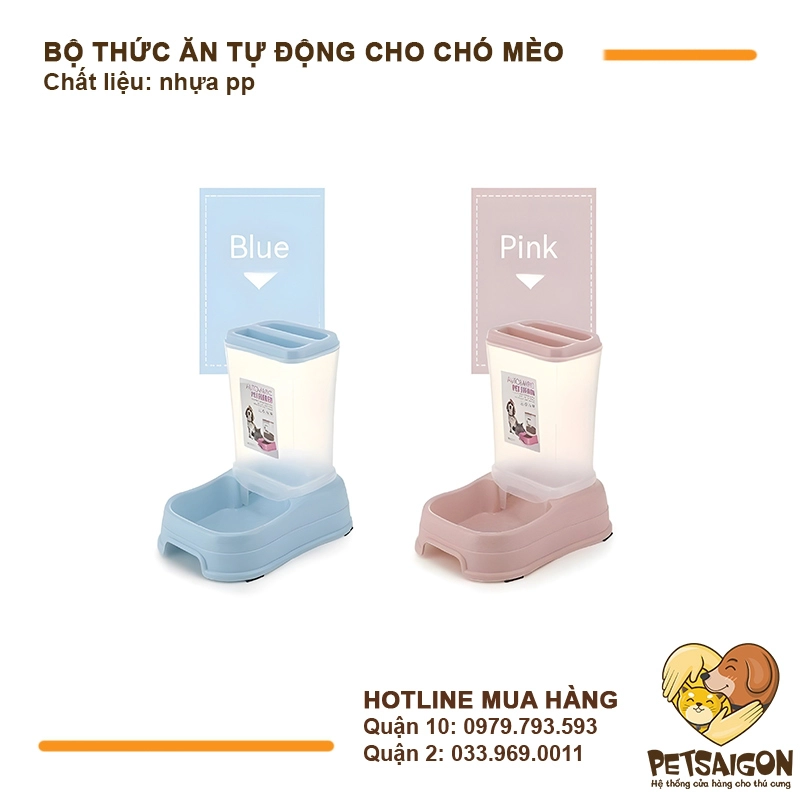 BỘ THỨC ĂN TỰ ĐỘNG CHO CHÓ MÈO
Chất liệu: nhựa pp
Blue
Pink
HOTLINE MUA HÀNG
Quận 10: 0979.793.593
Quận 2: 033.969.0011
PETSAIGON
Hệ thống cửa hàng cho thú cưng